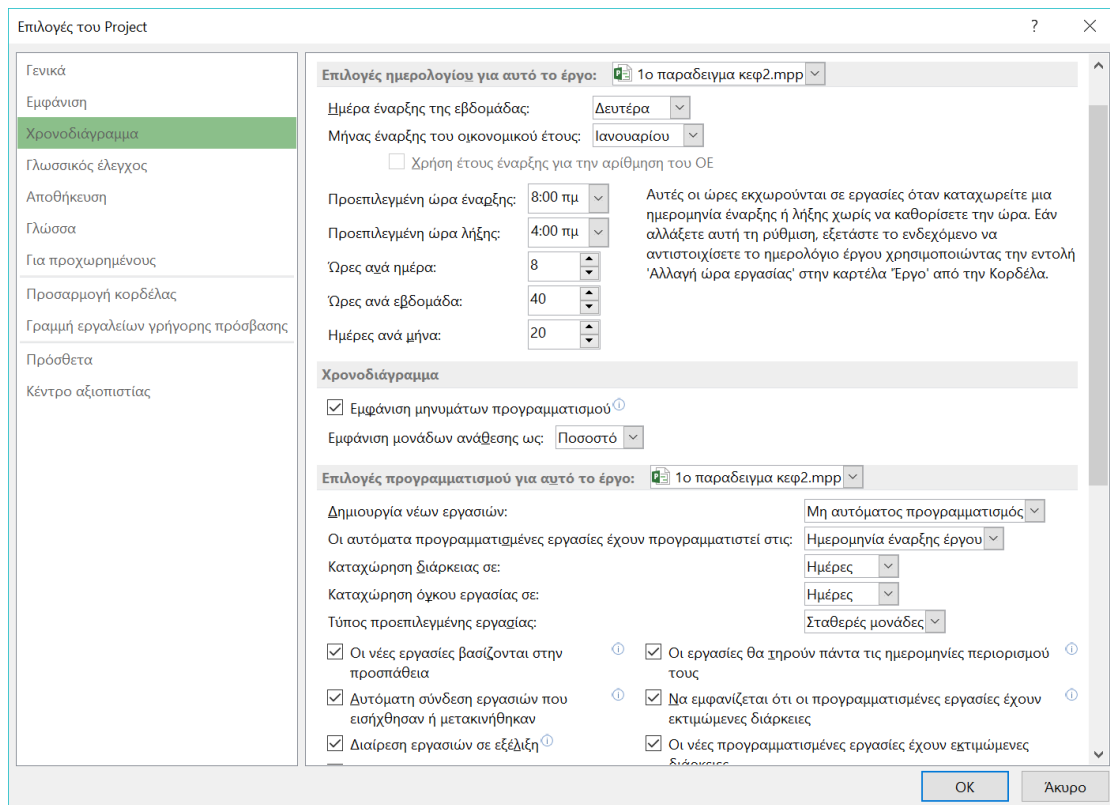 Επιλογές του Project
?
Γενικά
Εμφάνιση
Χρονοδιάγραμμα
Γλωσσικός έλεγχος
Αποθήκευση
Γλώσσα
Για προχωρημένους
Προσαρμογή κορδέλας
Γραμμή εργαλείων γρήγορης πρόσβασης
Πρόσθετα
Κέντρο αξιοπιστίας
Επιλογές ημερολογίου για αυτό το έργο: 1ο παραδειγμα κεφ2.mpp
Ημέρα έναρξης της εβδομάδας: Δευτέρα
Μήνας έναρξης του οικονομικού έτους: Ιανουαρίου
Χρήση έτους έναρξης για την αρίθμηση του ΟΕ
Προεπιλεγμένη ώρα έναρξης: 8:00 πμ
Προεπιλεγμένη ώρα λήξης: 4:00 πμ
Ώρες ανά ημέρα: 8
Ώρες ανά εβδομάδα: 40
Ημέρες ανά μήνα: 20
Αυτές οι ώρες εκχωρούνται σε εργασίες όταν καταχωρείτε μια
ημερομηνία έναρξης ή λήξης χωρίς να καθορίσετε την ώρα. Εάν
αλλάξετε αυτή τη ρύθμιση, εξετάστε το ενδεχόμενο να
αντιστοιχίσετε το ημερολόγιο έργου χρησιμοποιώντας την εντολή
'Αλλαγή ώρα εργασίας' στην καρτέλα 'Έργο' από την Κορδέλα.
Χρονοδιάγραμμα
Εμφάνιση μηνυμάτων προγραμματισμού
Εμφάνιση μονάδων ανάθεσης ως: Ποσοστό
Επιλογές προγραμματισμού για αυτό το έργο: 1ο παραδειγμα κεφ2.mpp
Δημιουργία νέων εργασιών: Μη αυτόματος προγραμματισμός
Οι αυτόματα προγραμματισμένες εργασίες έχουν προγραμματιστεί στις: Ημερομηνία έναρξης έργου
Καταχώρηση διάρκειας σε: Ημέρες
Καταχώρηση όγκου εργασίας σε: Ημέρες
Τύπος προεπιλεγμένης εργασίας: Σταθερές μονάδες
Οι νέες εργασίες βασίζονται στην
προσπάθεια
Αυτόματη σύνδεση εργασιών που
εισήχθησαν ή μετακινήθηκαν
Διαίρεση εργασιών σε εξέλιξη
Οι εργασίες θα τηρούν πάντα τις ημερομηνίες περιορισμού
τους
Να εμφανίζεται ότι οι προγραμματισμένες εργασίες έχουν
εκτιμώμενες διάρκειες
Οι νέες προγραμματισμένες εργασίες έχουν εκτιμώμενες
διάρκειες
OK
Άκυρο